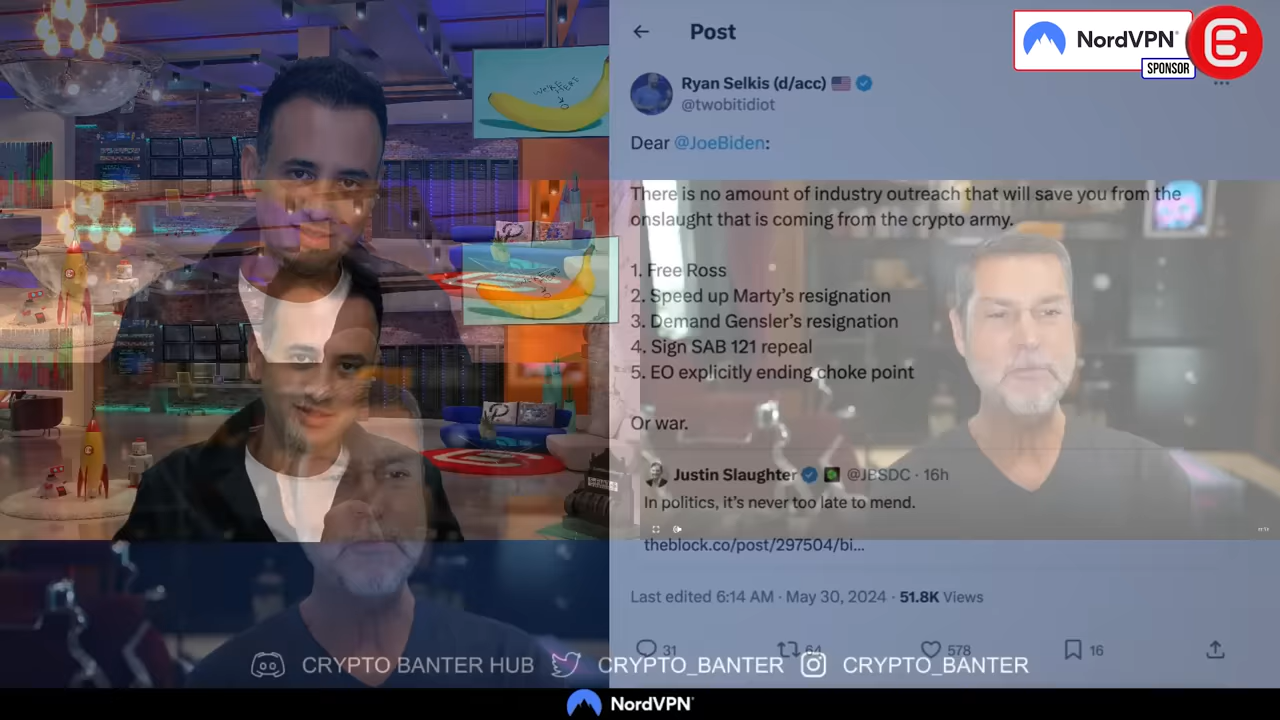 NordVPN
SPONSOR
Post
Ryan Selkis (d/acc)
@twobitidiot
Dear @JoeBiden:
There is no amount of industry outreach that will save you from the
onslaught that is coming from the crypto army.
1. Free Ross
2. Speed up Marty's resignation
3. Demand Gensler's resignation
4. Sign SAB 121 repeal
5. EO explicitly ending choke point
Or war.
Justin Slaughter @JBSDC · 16h
In politics, it's never too late to mend.
theblock.co/post/297504/bi...
Last edited 6:14 AM · May 30, 2024 · 51.8K Views
31 64 578 16
CRYPTO BANTER HUB CRYPTO_BANTER CRYPTO_BANTER
NordVPN